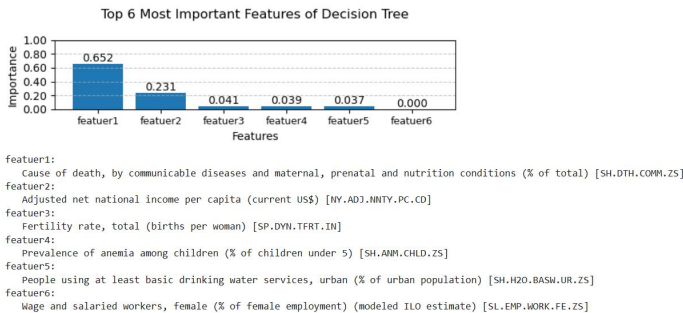 Top 6 Most Important Features of Decision Tree
1.00
0.80
0.60
0.40
0.20
0.00
Importance
0.652
0.231
0.041
0.039
0.037
0.000
featuer1
featuer2
featuer3
featuer4
featuer5
featuer6
Features
featuer1:
Cause of death, by communicable diseases and maternal, prenatal and nutrition conditions (% of total) [SH.DTH.COMM.ZS]
featuer2:
Adjusted net national income per capita (current US$) [NY.ADJ.NNTY.PC.CD]
featuer3:
Fertility rate, total (births per woman) [SP.DYN.TFRT.IN]
featuer4:
Prevalence of anemia among children (% of children under 5) [SH.ANM.CHLD.ZS]
featuer5:
People using at least basic drinking water services, urban (% of urban population) [SH.H2O.BASW.UR.ZS]
featuer6:
Wage and salaried workers, female (% of female employment) (modeled ILO estimate) [SL.EMP.WORK.FE.ZS]